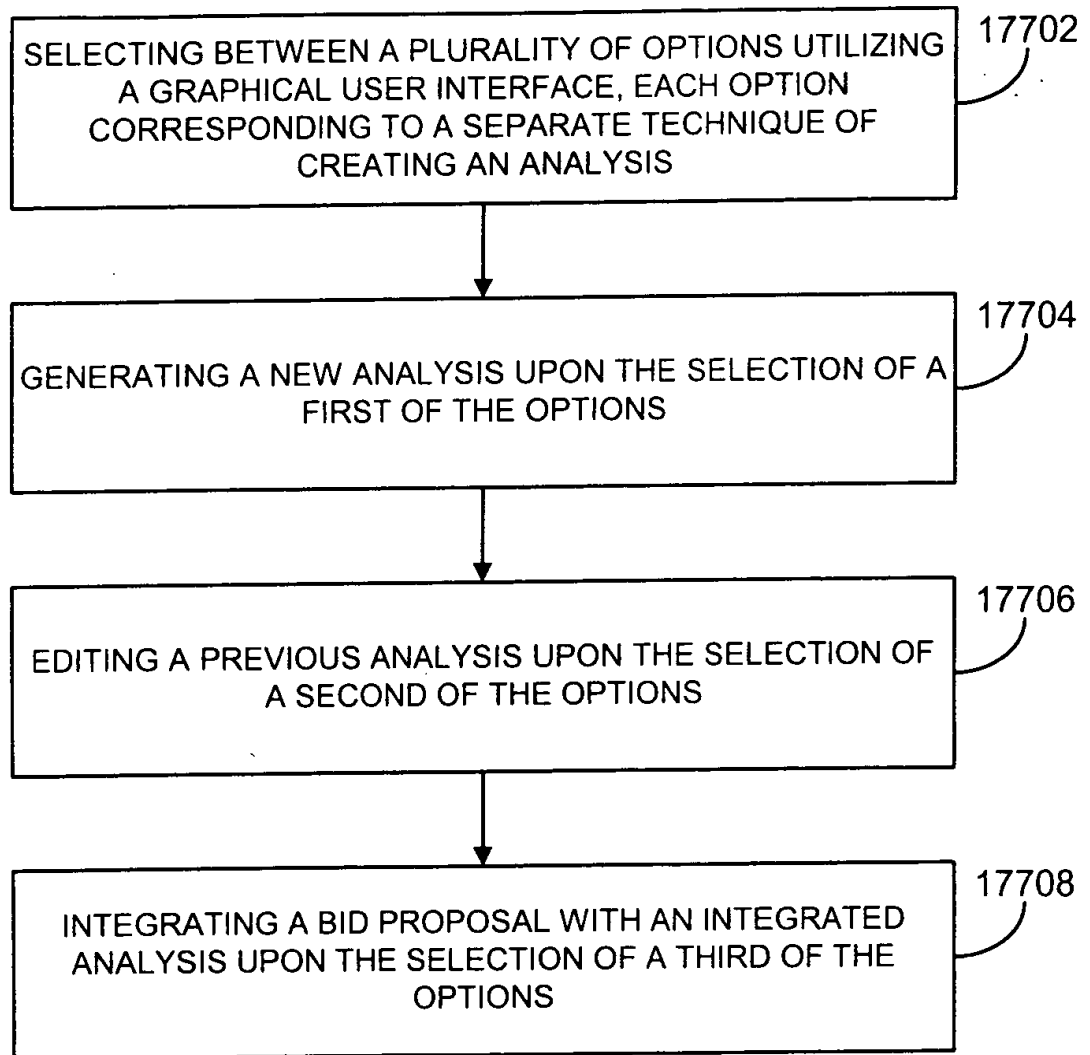 SELECTING BETWEEN A PLURALITY OF OPTIONS UTILIZING
A GRAPHICAL USER INTERFACE, EACH OPTION
CORRESPONDING TO A SEPARATE TECHNIQUE OF
CREATING AN ANALYSIS
17702
GENERATING A NEW ANALYSIS UPON THE SELECTION OF A
FIRST OF THE OPTIONS
17704
EDITING A PREVIOUS ANALYSIS UPON THE SELECTION OF
A SECOND OF THE OPTIONS
17706
INTEGRATING A BID PROPOSAL WITH AN INTEGRATED
ANALYSIS UPON THE SELECTION OF A THIRD OF THE
OPTIONS
17708